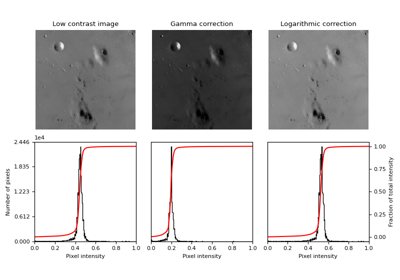 Low contrast image
Gamma correction
Logarithmic correction
1e4
2.446
1.835
1.223
0.612
0.000
Number of pixels
0.0 0.2 0.4 0.6 0.8 1.0
Pixel intensity
0.0 0.2 0.4 0.6 0.8 1.0
Pixel intensity
0.0 0.2 0.4 0.6 0.8 1.0
Pixel intensity
1.00
0.75
0.50
0.25
0.00
Fraction of total intensity